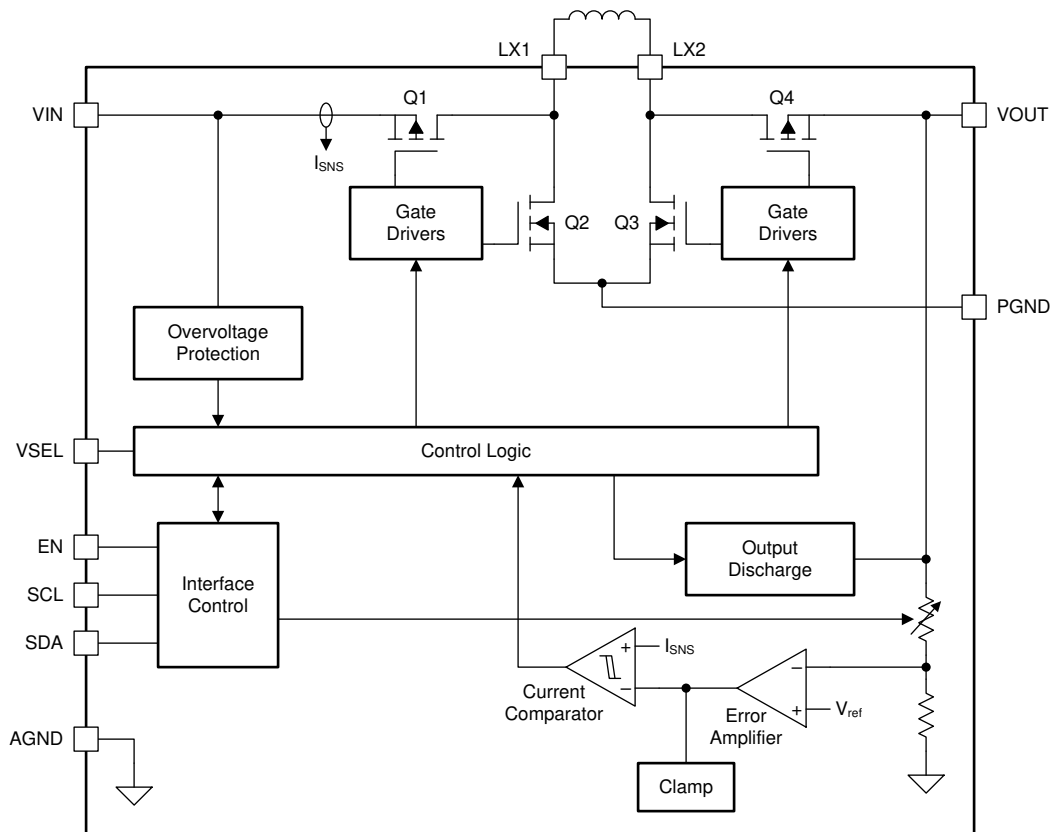 LX1
LX2
VIN
Q1
Q4
VOUT
ISNS
Gate
Drivers
Q2
Q3
Gate
Drivers
PGND
Overvoltage
Protection
VSEL
Control Logic
EN
SCL
SDA
Interface
Control
Output
Discharge
+
ISNS
−
Current
Comparator
−
+
Vref
Error
Amplifier
AGND
Clamp